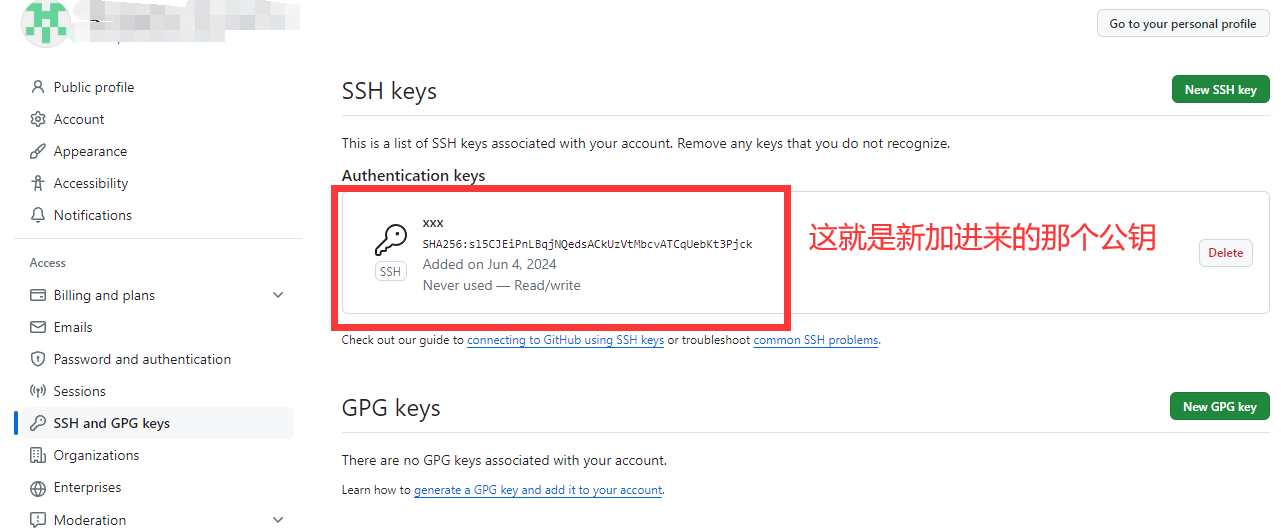 Go to your personal profile
Public profile
Account
Appearance
Accessibility
Notifications
Access
Billing and plans
Emails
Password and authentication
Sessions
SSH and GPG keys
Organizations
Enterprises
Moderation
SSH keys
New SSH key
This is a list of SSH keys associated with your account. Remove any keys that you do not recognize.
Authentication keys
SSH
xxx
SHA256:s15CJEiPnLBqjNQedsACkUzVtMbcvATCqUebKt3Pjck
Added on Jun 4, 2024
Never used — Read/write
这就是新加进来的那个公钥
Delete
Check out our guide to connecting to GitHub using SSH keys or troubleshoot common SSH problems.
GPG keys
New GPG key
There are no GPG keys associated with your account.
Learn how to generate a GPG key and add it to your account.